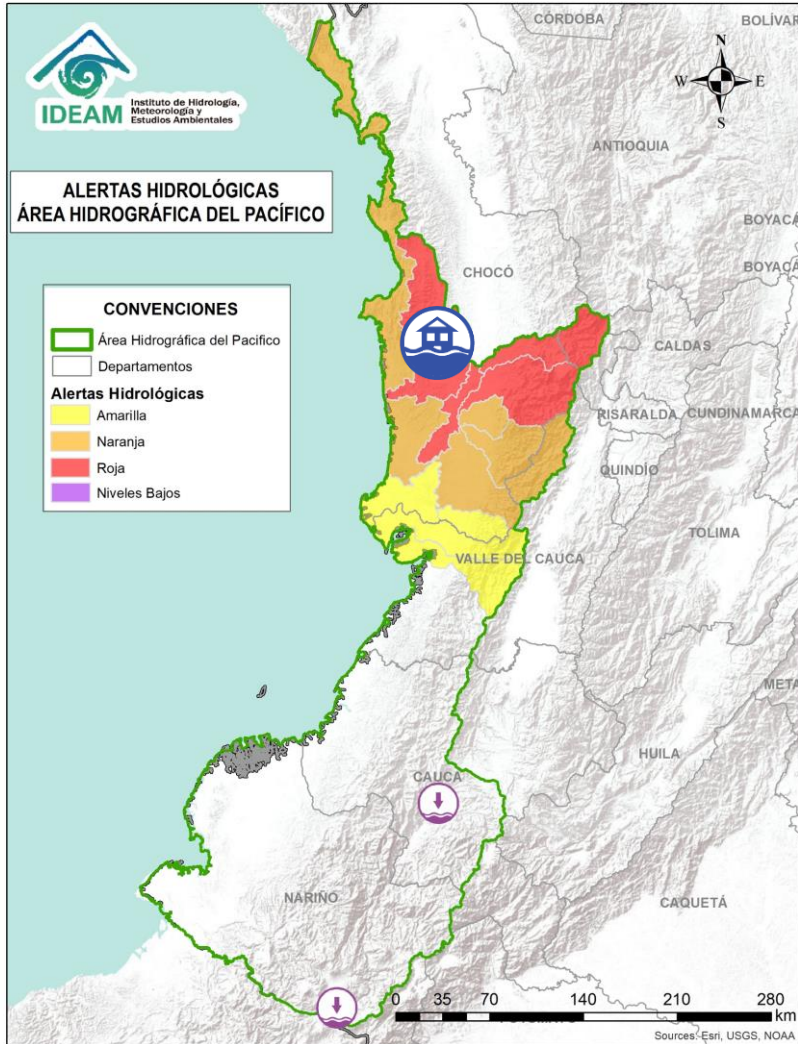 CÓRDOBA
BOLÍVAR
IDEAM
Instituto de Hidrología,
Meteorología y
Estudios Ambientales
N
W E
S
ANTIOQUIA
ALERTAS HIDROLÓGICAS
ÁREA HIDROGRÁFICA DEL PACÍFICO
BOYACÁ
BOYACÁ
CHOCÓ
CONVENCIONES
Área Hidrográfica del Pacífico
Departamentos
Alertas Hidrológicas
Amarilla
Naranja
Roja
Niveles Bajos
CALDAS
RISARALDA
CUNDINAMARCA
QUINDÍO
TOLIMA
VALLE DEL CAUCA
META
HUILA
CAUCA
NARIÑO
CAQUETÁ
0 35 70 140 210 280
km
Sources: Esri, USGS, NOAA